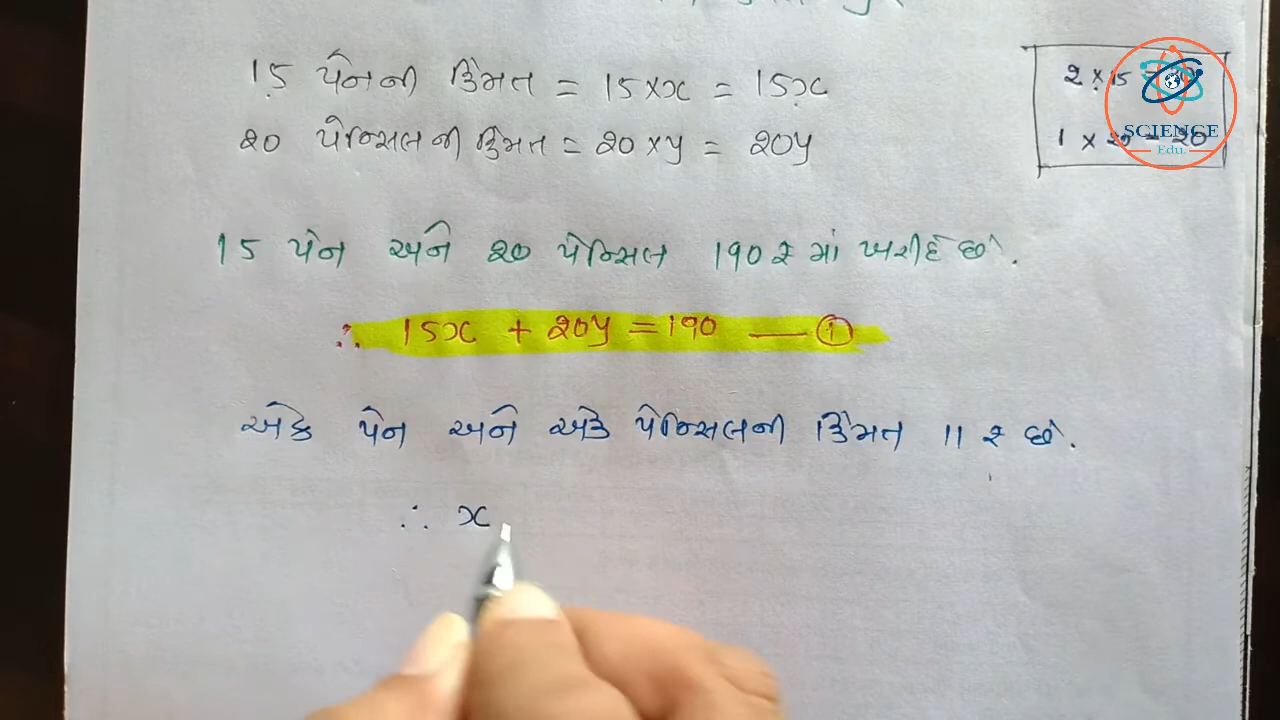 15 પેનની કિંમત = 15 x x = 15x
2 x 15
20 પેન્સિલની કિંમત = 20 x y = 20y
1 x 20 = 20
SCIENCE
Edu.
15 પેન અને 20 પેન્સિલ 190 રૂ માં ખરીદે છે.
∴ 15x + 20y = 190 — ①
એક પેન અને એક પેન્સિલની કિંમત 11 રૂ છે.
∴ x